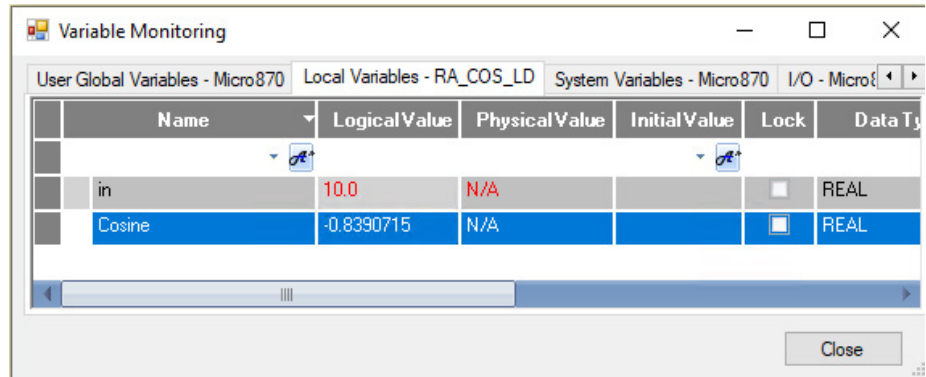 Variable Monitoring
User Global Variables - Micro870 Local Variables - RA_COS_LD System Variables - Micro870 I/O - Micro8
Name Logical Value Physical Value Initial Value Lock Data Ty
in 10.0 N/A REAL
Cosine -0.8390715 N/A REAL
Close